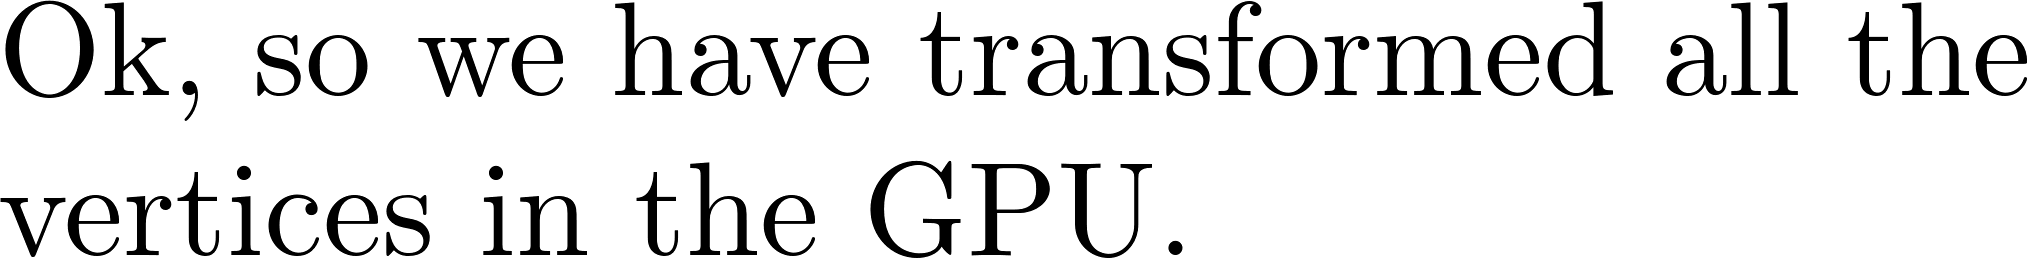 Ok, so we have transformed all the
vertices in the GPU.